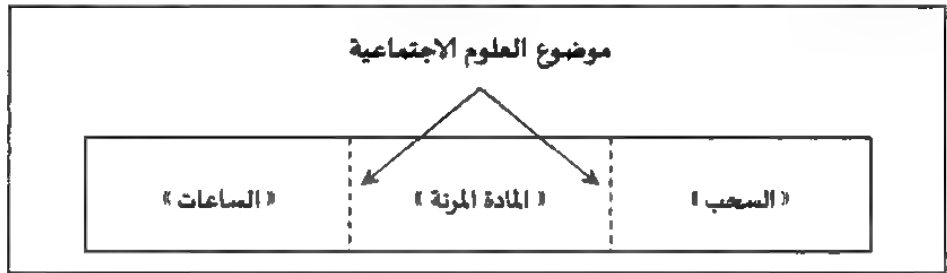 موضوع العلوم الاجتماعية
« السحب » « المادة المرنة » « الساعات »